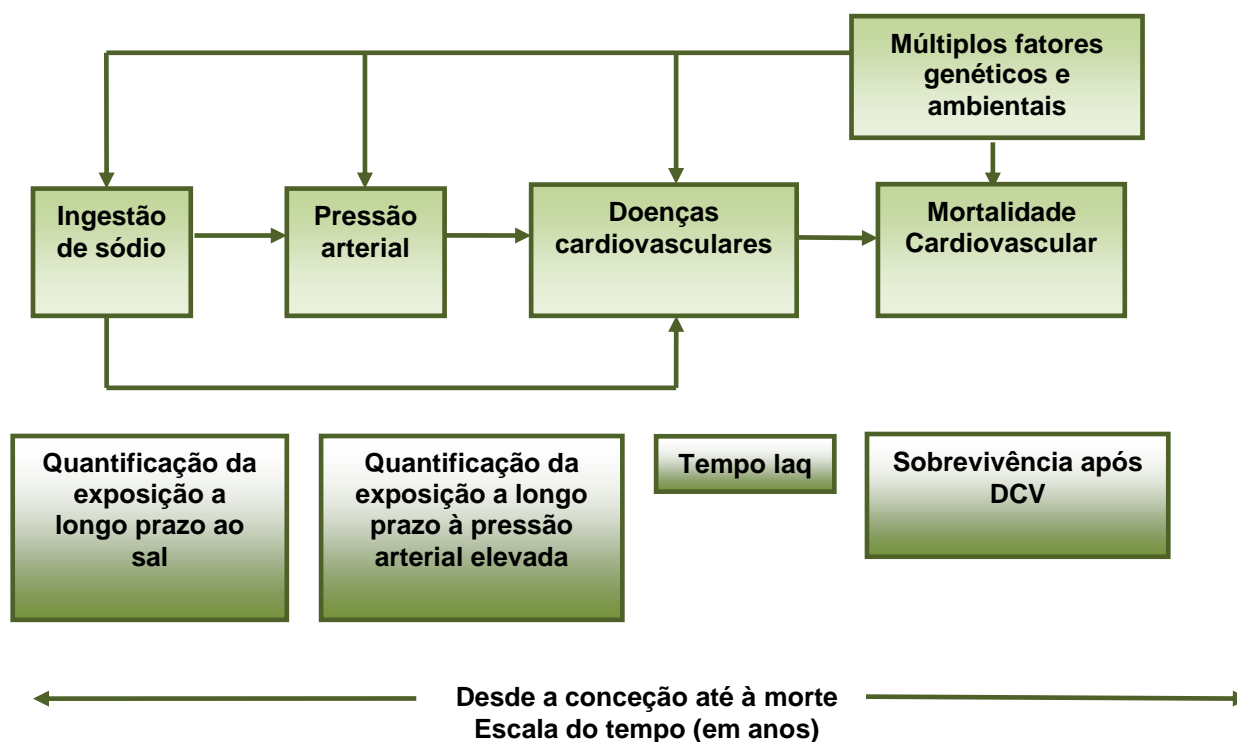 Múltiplos fatores
genéticos e
ambientais
Ingestão
de sódio
Pressão
arterial
Doenças
cardiovasculares
Mortalidade
Cardiovascular
Quantificação da
exposição a
longo prazo ao
sal
Quantificação da
exposição a longo
prazo à pressão
arterial elevada
Tempo laq
Sobrevivência após
DCV
Desde a conceção até à morte
Escala do tempo (em anos)